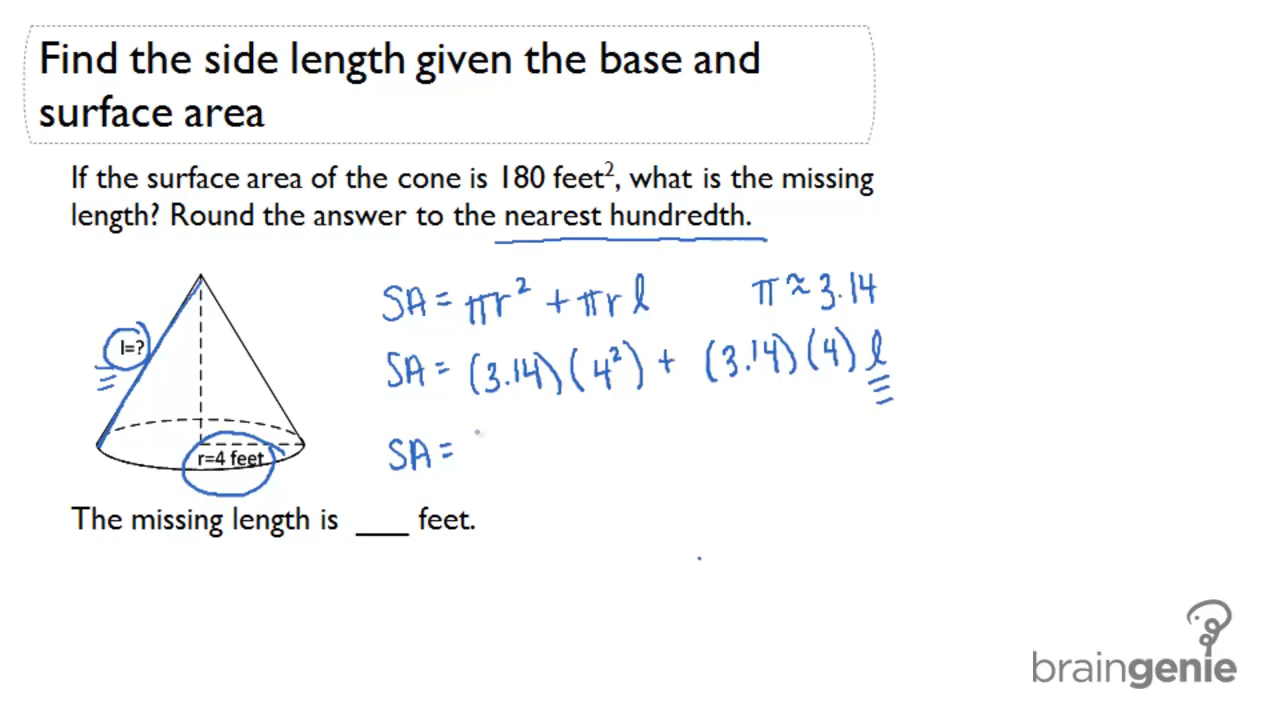 Find the side length given the base and
surface area
If the surface area of the cone is 180 feet², what is the missing
length? Round the answer to the nearest hundredth.
SA = πr² + πrl
π ≈ 3.14
l=?
SA = (3.14)(4²) + (3.14)(4)l
SA =
r=4 feet
The missing length is ____ feet.
braingenie